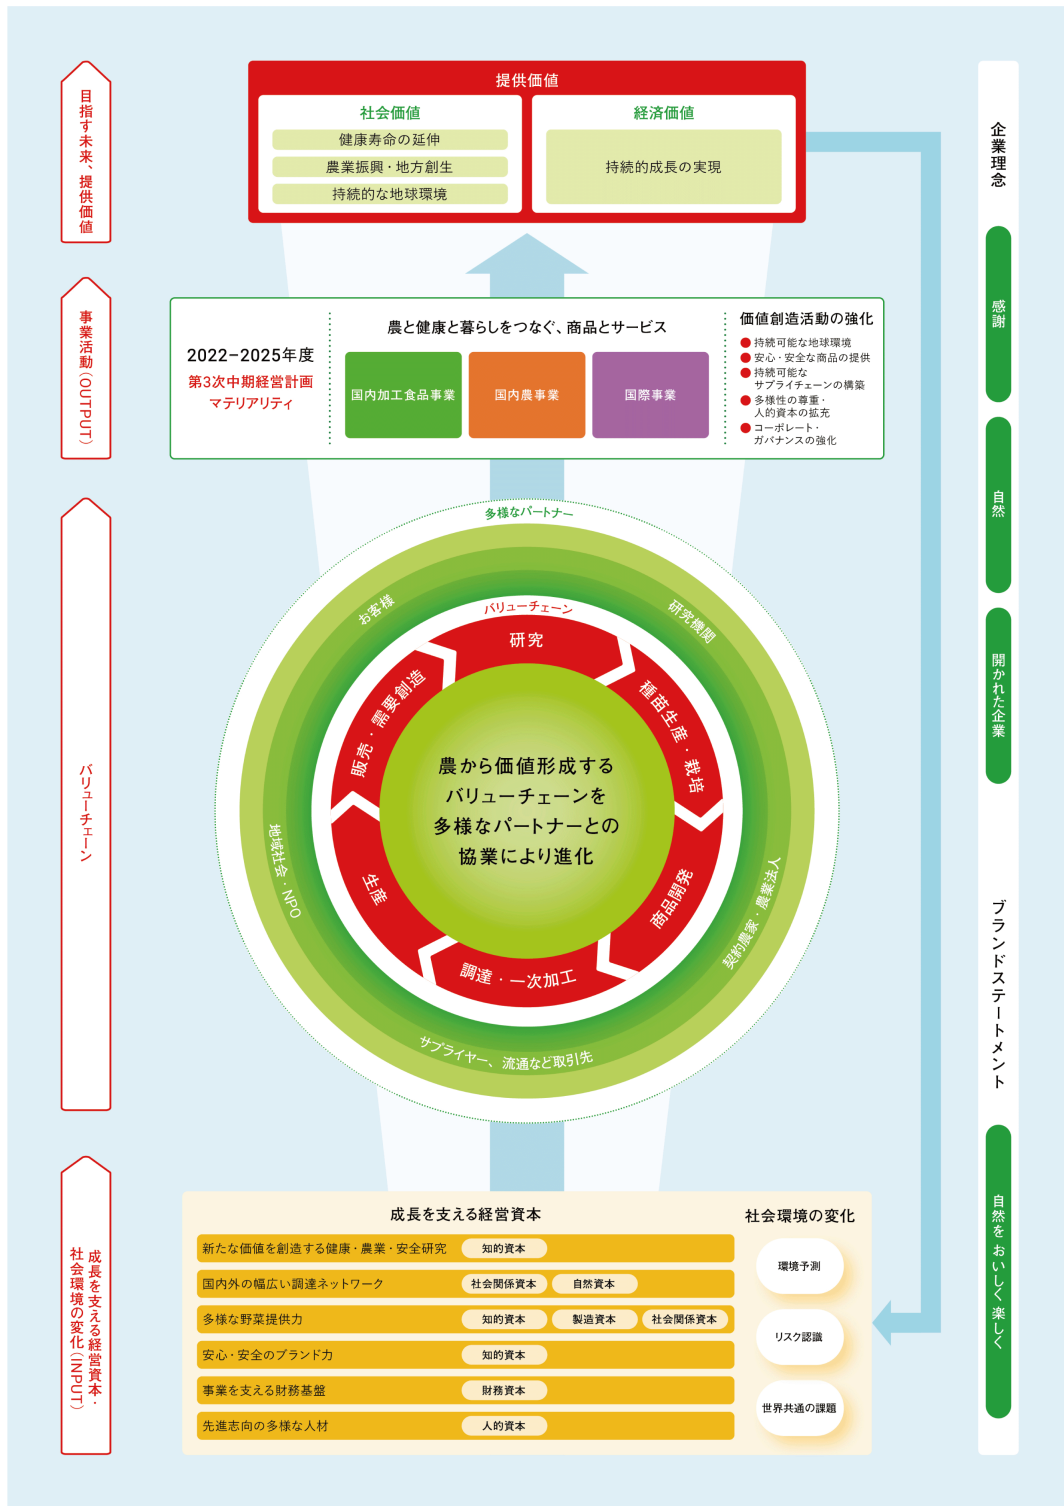 目指す未来、提供価値
提供価値
社会価値
健康寿命の延伸
農業振興・地方創生
持続的な地球環境
経済価値
持続的成長の実現
事業活動(OUTPUT)
2022–2025年度
第3次中期経営計画
マテリアリティ
農と健康と暮らしをつなぐ、商品とサービス
国内加工食品事業
国内農事業
国際事業
価値創造活動の強化
持続可能な地球環境
安心・安全な商品の提供
持続可能な
サプライチェーンの構築
多様性の尊重・
人的資本の拡充
コーポレート・
ガバナンスの強化
バリューチェーン
多様なパートナー
お客様
研究機関
契約農家・農業法人
サプライヤー、流通など取引先
地域社会・NPO
バリューチェーン
研究
種苗生産・栽培
商品開発
調達・一次加工
生産
販売・需要創造
農から価値形成する
バリューチェーンを
多様なパートナーとの
協業により進化
成長を支える経営資本・
社会環境の変化(INPUT)
成長を支える経営資本
新たな価値を創造する健康・農業・安全研究 知的資本
国内外の幅広い調達ネットワーク 社会関係資本 自然資本
多様な野菜提供力 知的資本 製造資本 社会関係資本
安心・安全のブランド力 知的資本
事業を支える財務基盤 財務資本
先進志向の多様な人材 人的資本
社会環境の変化
環境予測
リスク認識
世界共通の課題
企業理念
感謝
自然
開かれた企業
ブランドステートメント
自然を おいしく 楽しく